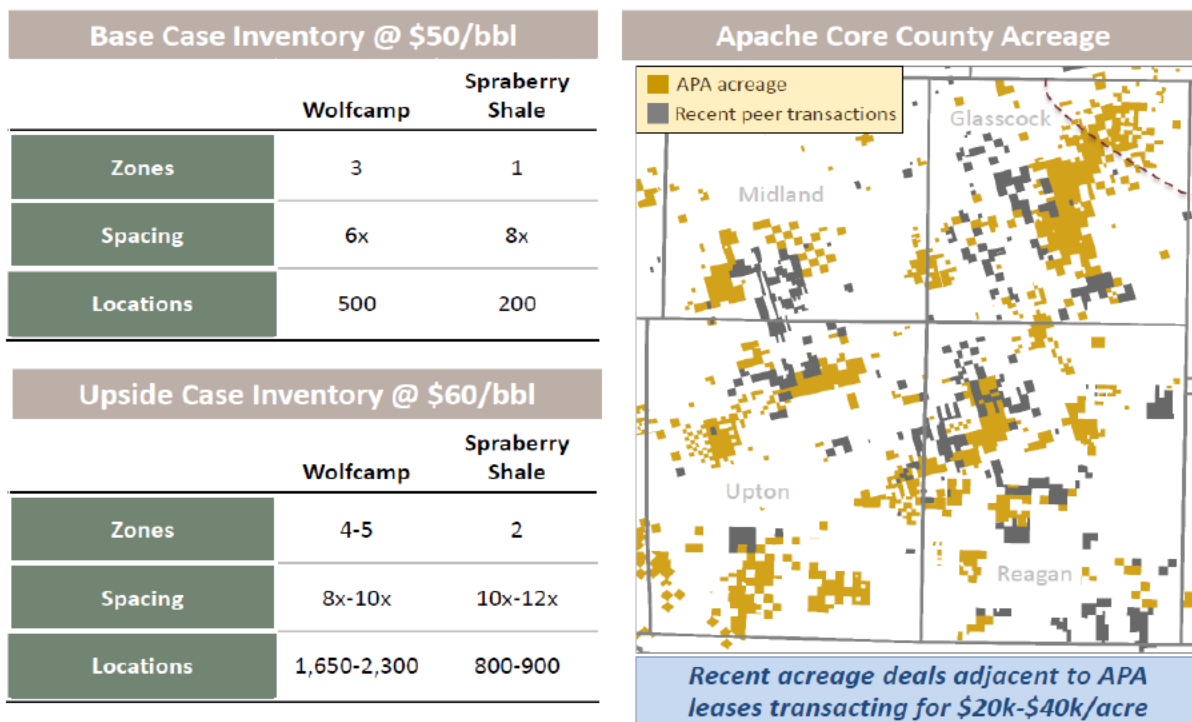 Base Case Inventory @ $50/bbl
Wolfcamp
Spraberry
Shale
Zones 3 1
Spacing 6x 8x
Locations 500 200
Upside Case Inventory @ $60/bbl
Wolfcamp
Spraberry
Shale
Zones 4-5 2
Spacing 8x-10x 10x-12x
Locations 1,650-2,300 800-900
Apache Core County Acreage
APA acreage
Recent peer transactions
Glasscock
Midland
Upton
Reagan
Recent acreage deals adjacent to APA
leases transacting for $20k-$40k/acre